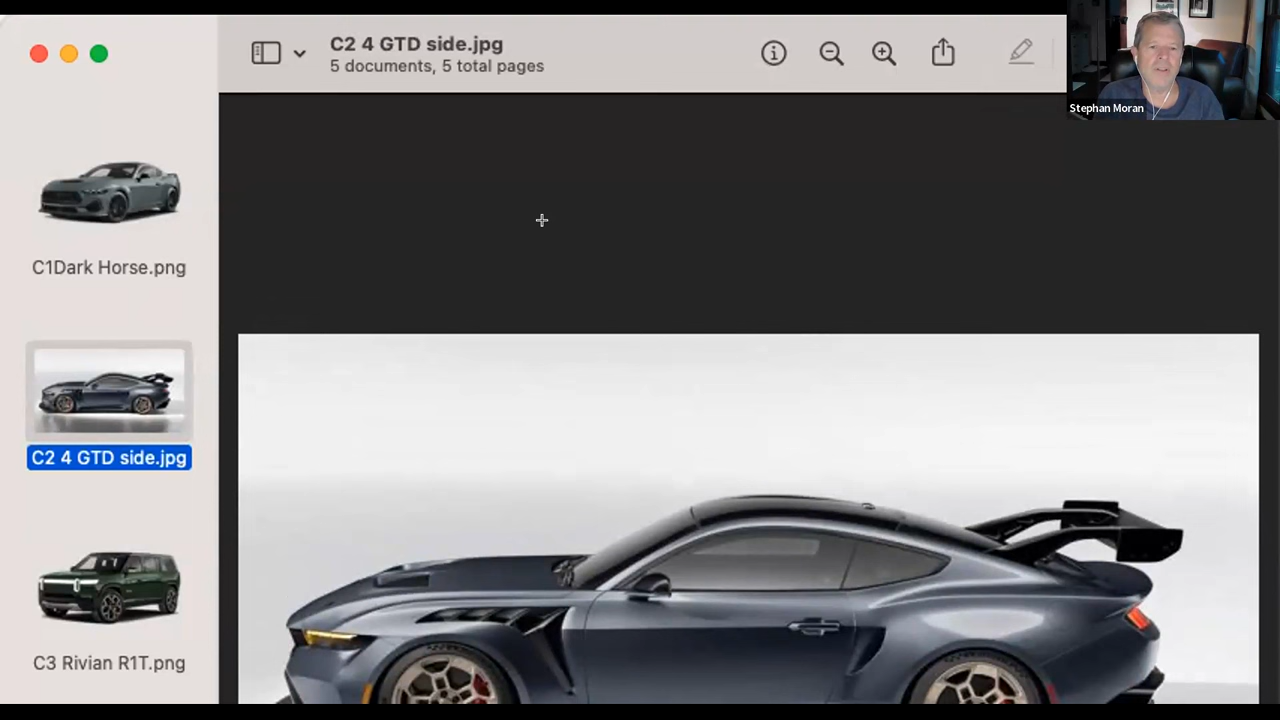 C2 4 GTD side.jpg
5 documents, 5 total pages
Stephan Moran
C1Dark Horse.png
C2 4 GTD side.jpg
C3 Rivian R1T.png